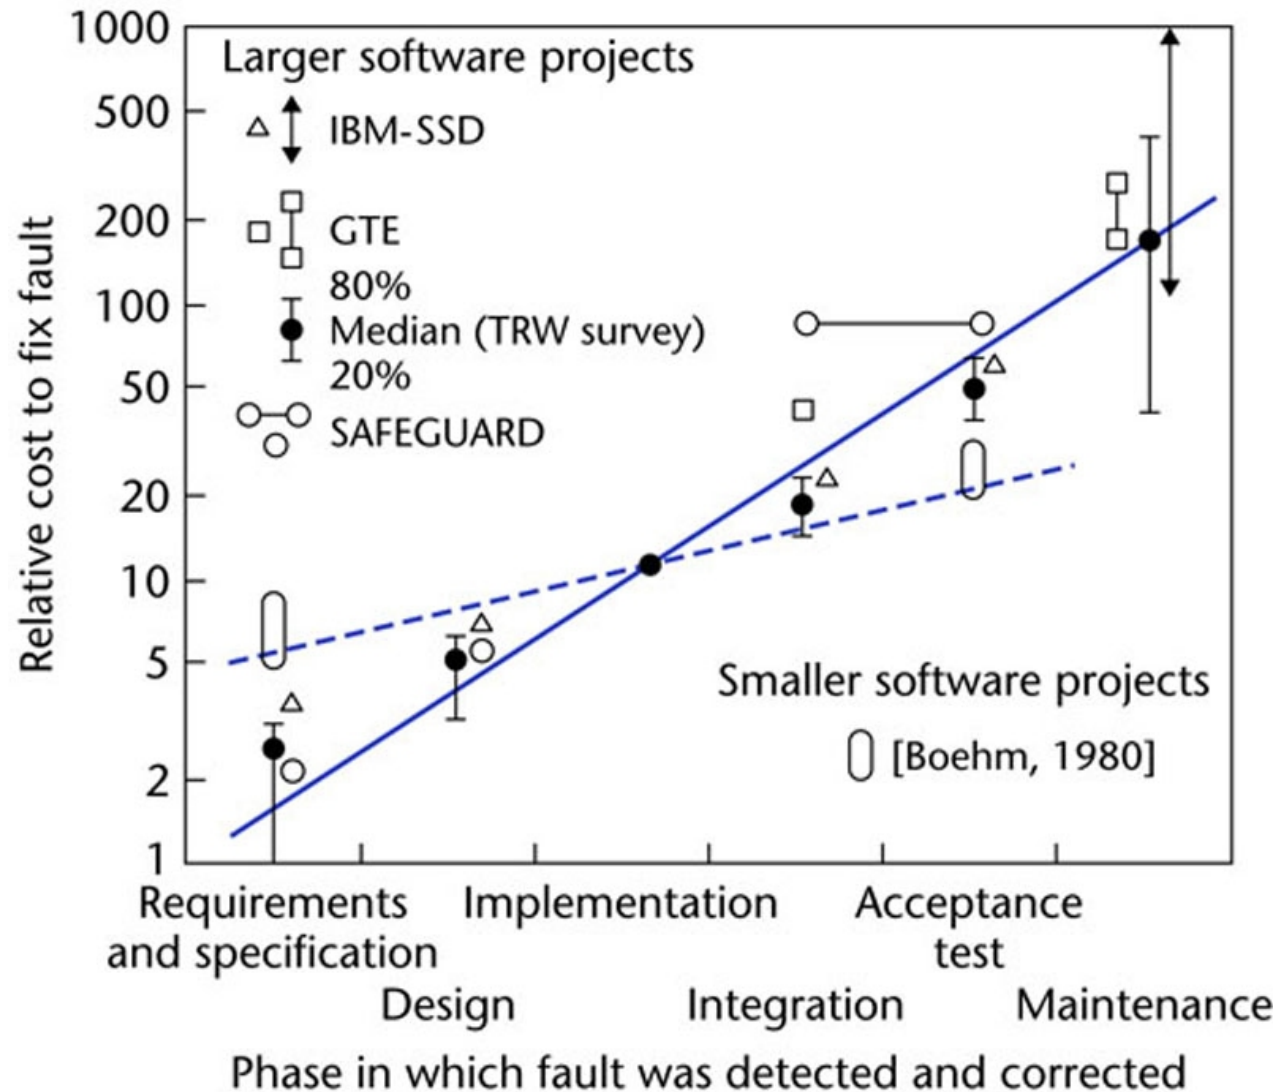 1000
500
200
100
50
20
10
5
2
1
Relative cost to fix fault
Larger software projects
IBM-SSD
GTE
80%
Median (TRW survey)
20%
SAFEGUARD
Smaller software projects
[Boehm, 1980]
Requirements
and specification
Design
Implementation
Integration
Acceptance
test
Maintenance
Phase in which fault was detected and corrected